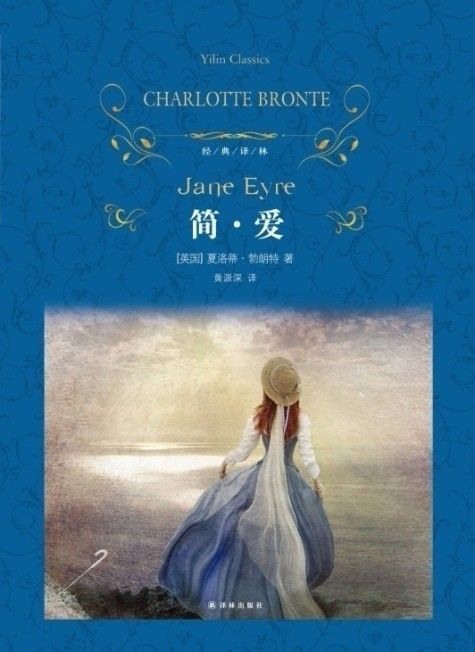 Yilin Classics
CHARLOTTE BRONTE
经/典/译/林
Jane Eyre
简·爱
[英国] 夏洛蒂·勃朗特 著
黄源深 译
译林出版社